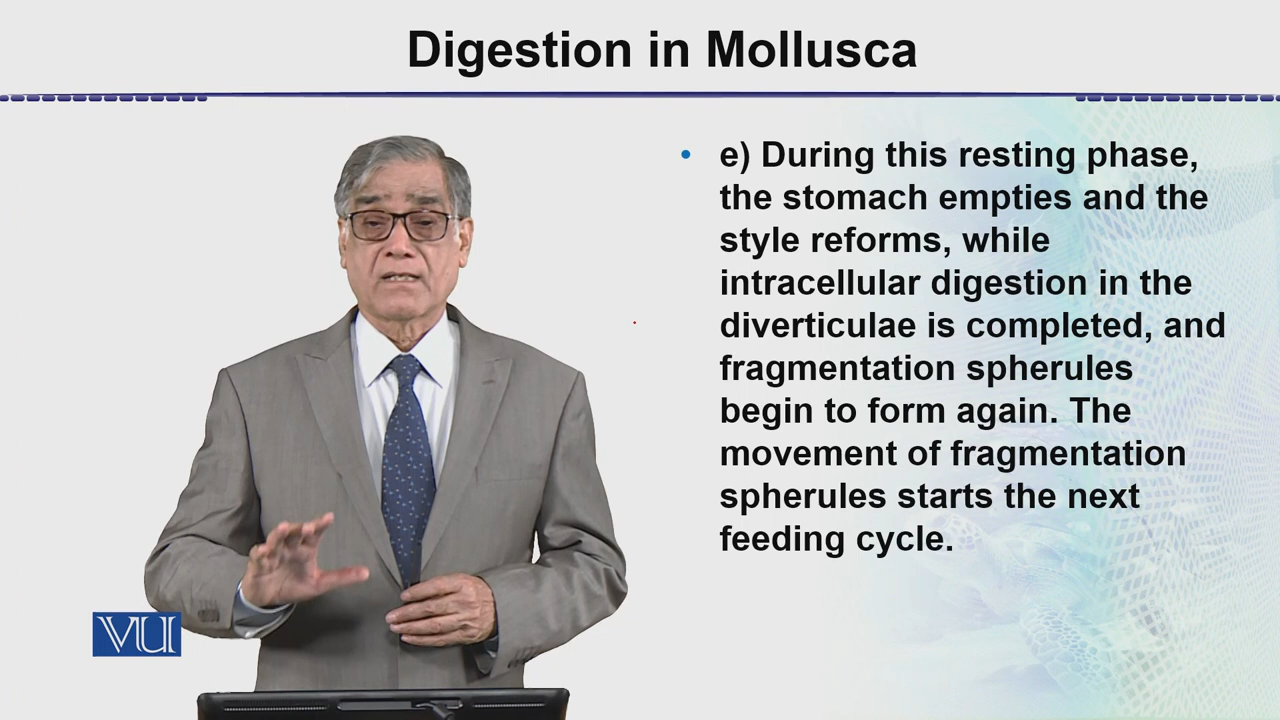 Digestion in Mollusca
• e) During this resting phase,
the stomach empties and the
style reforms, while
intracellular digestion in the
diverticulae is completed, and
fragmentation spherules
begin to form again. The
movement of fragmentation
spherules starts the next
feeding cycle.
VU